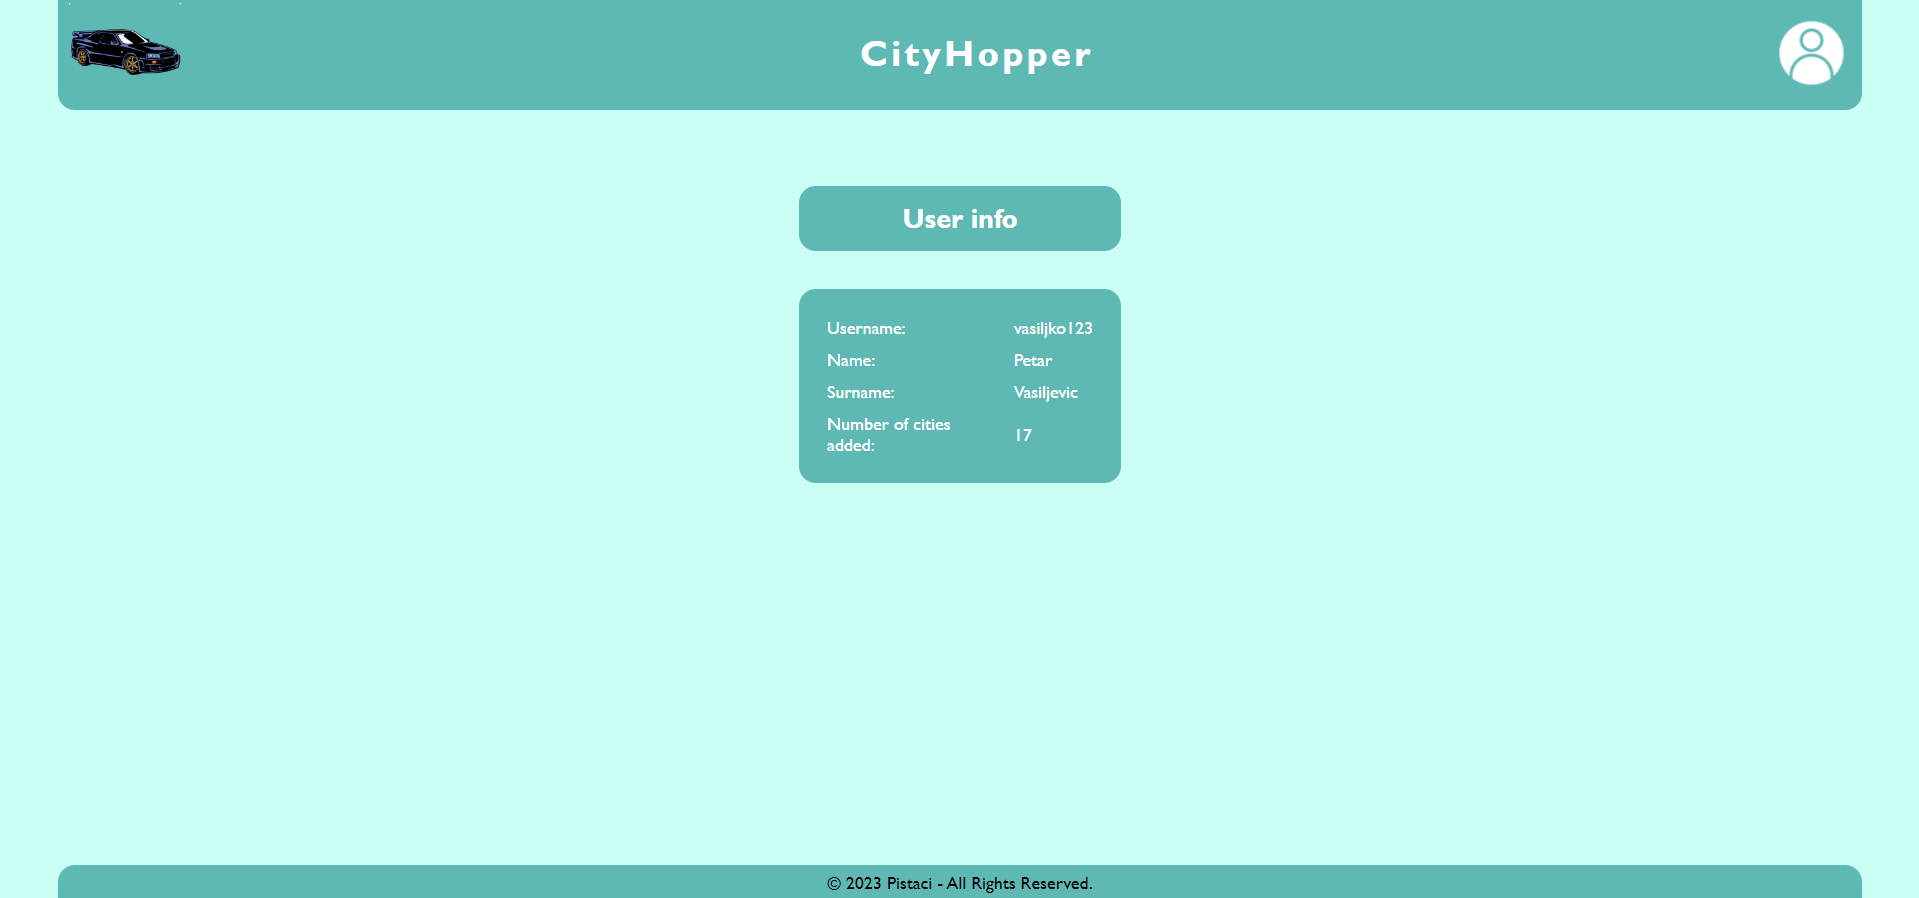 CityHopper
User info
Username: vasiljko123
Name: Petar
Surname: Vasiljevic
Number of cities
added: 17
© 2023 Pistaci - All Rights Reserved.